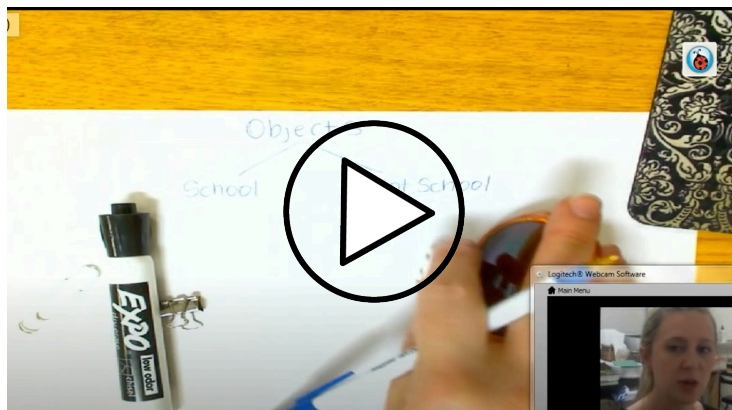 Objects
School
School
Logitech® Webcam Software
Main Menu
EXPO
low odor